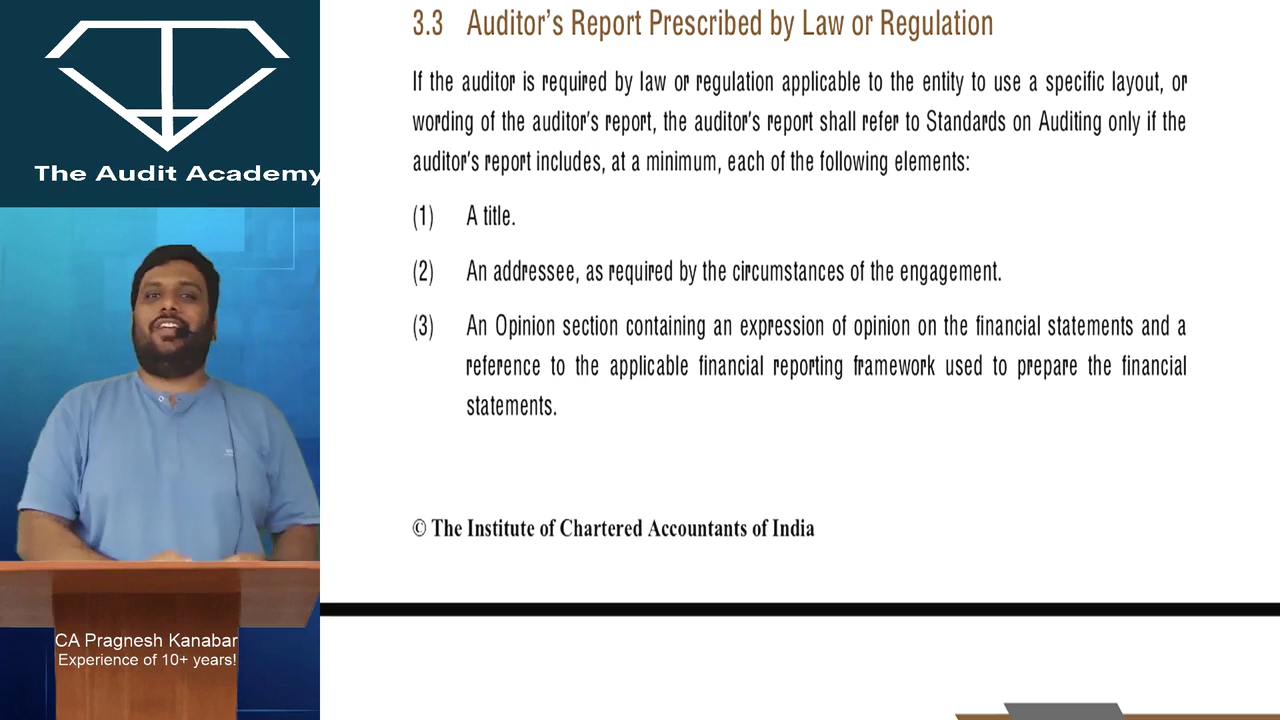 The Audit Academy
CA Pragnesh Kanabar
Experience of 10+ years!
3.3 Auditor’s Report Prescribed by Law or Regulation
If the auditor is required by law or regulation applicable to the entity to use a specific layout, or
wording of the auditor’s report, the auditor’s report shall refer to Standards on Auditing only if the
auditor’s report includes, at a minimum, each of the following elements:
(1) A title.
(2) An addressee, as required by the circumstances of the engagement.
(3) An Opinion section containing an expression of opinion on the financial statements and a
reference to the applicable financial reporting framework used to prepare the financial
statements.
© The Institute of Chartered Accountants of India